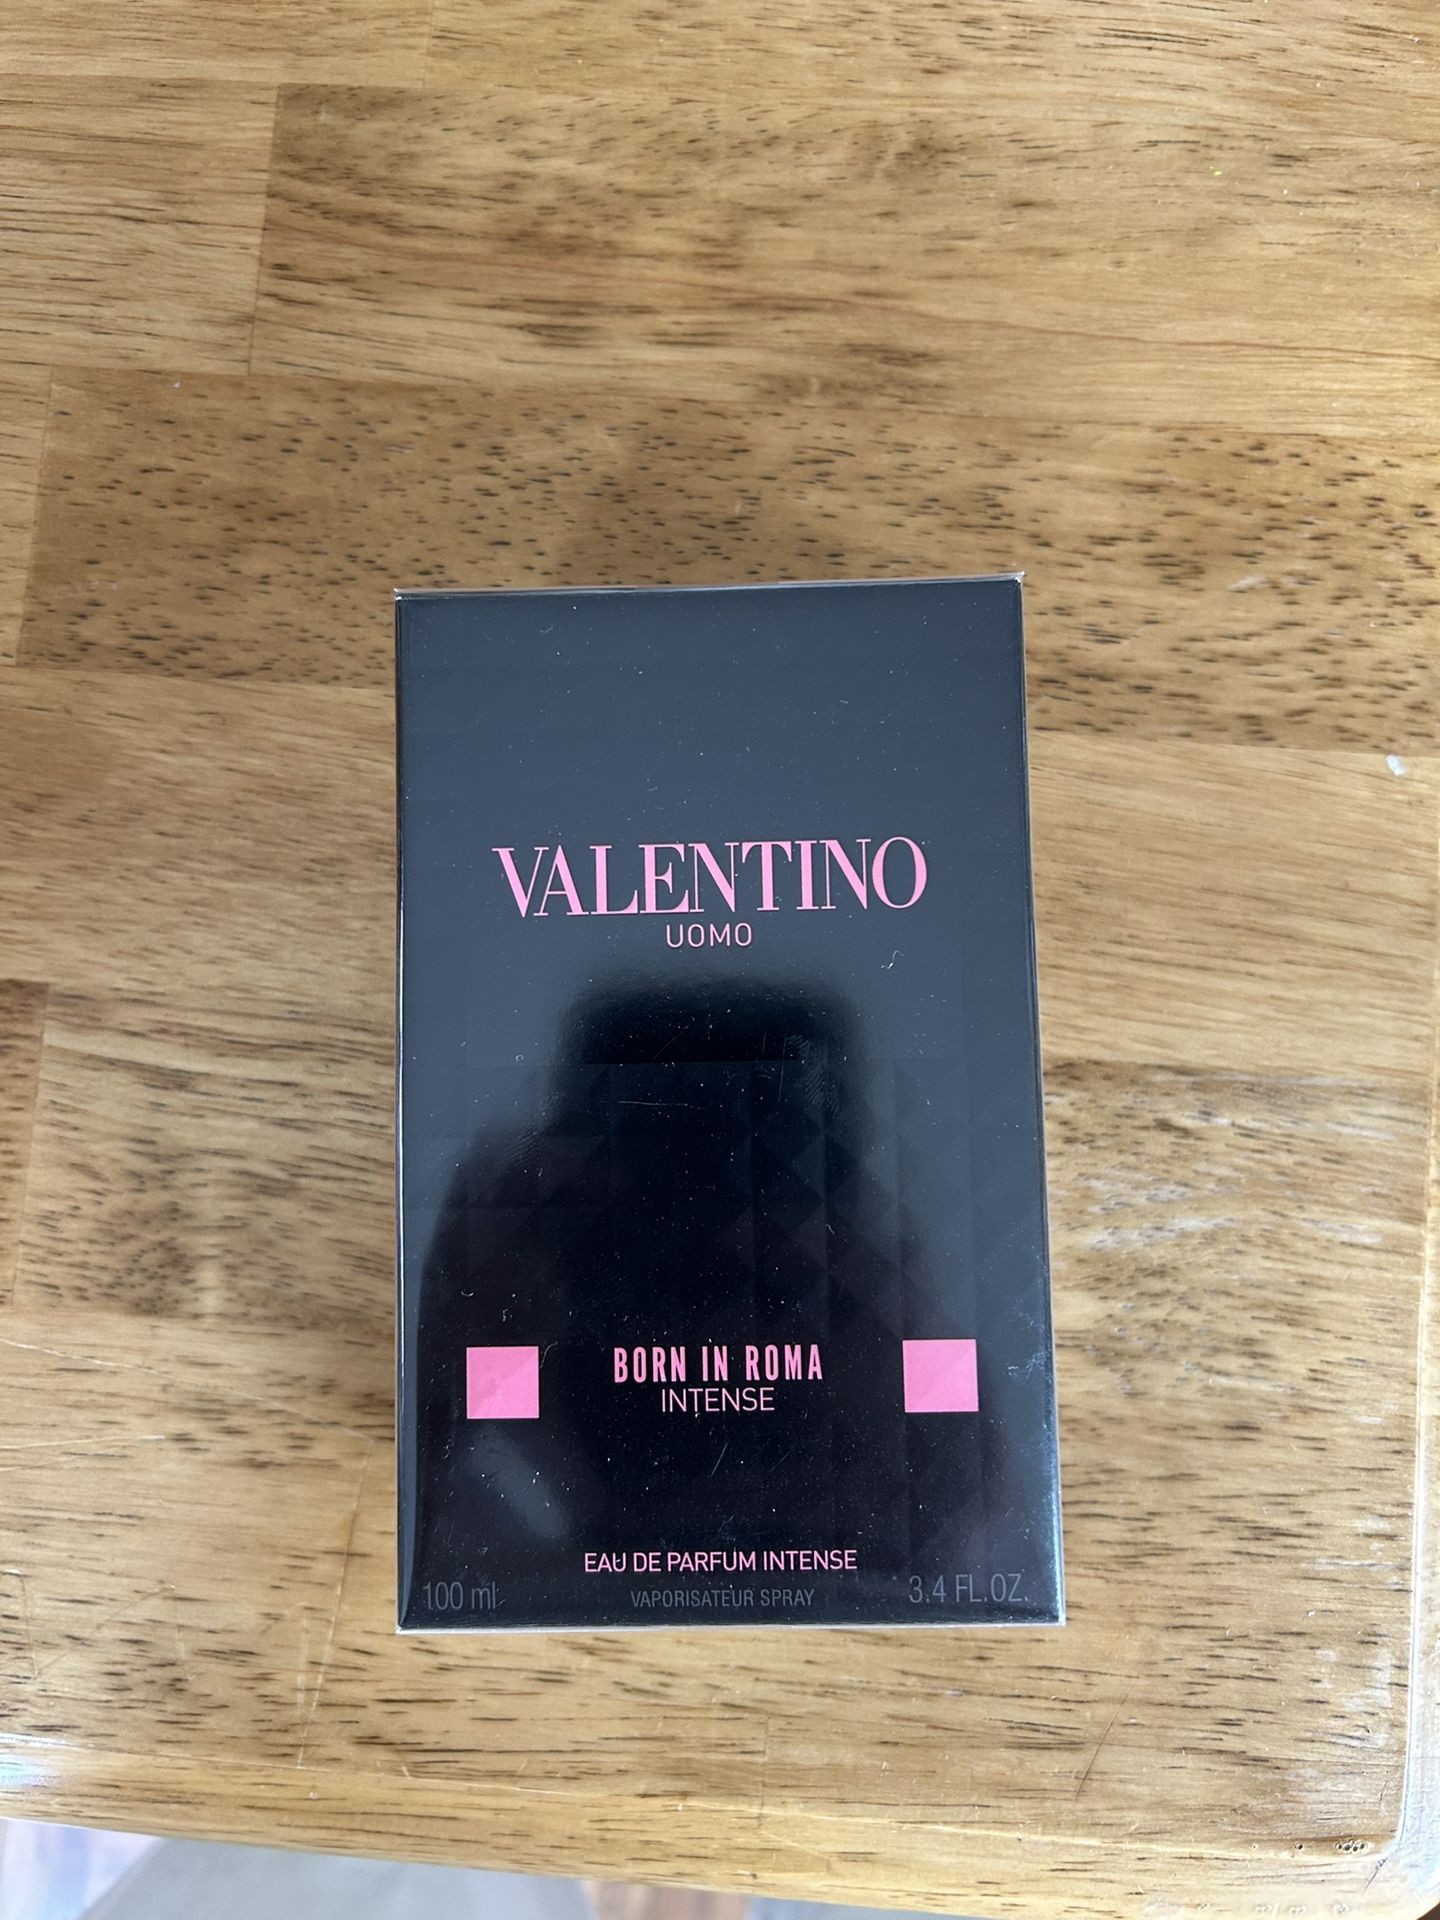 VALENTINO
UOMO
BORN IN ROMA
INTENSE
EAU DE PARFUM INTENSE
100 ml VAPORISATEUR SPRAY 3.4 FL.OZ.